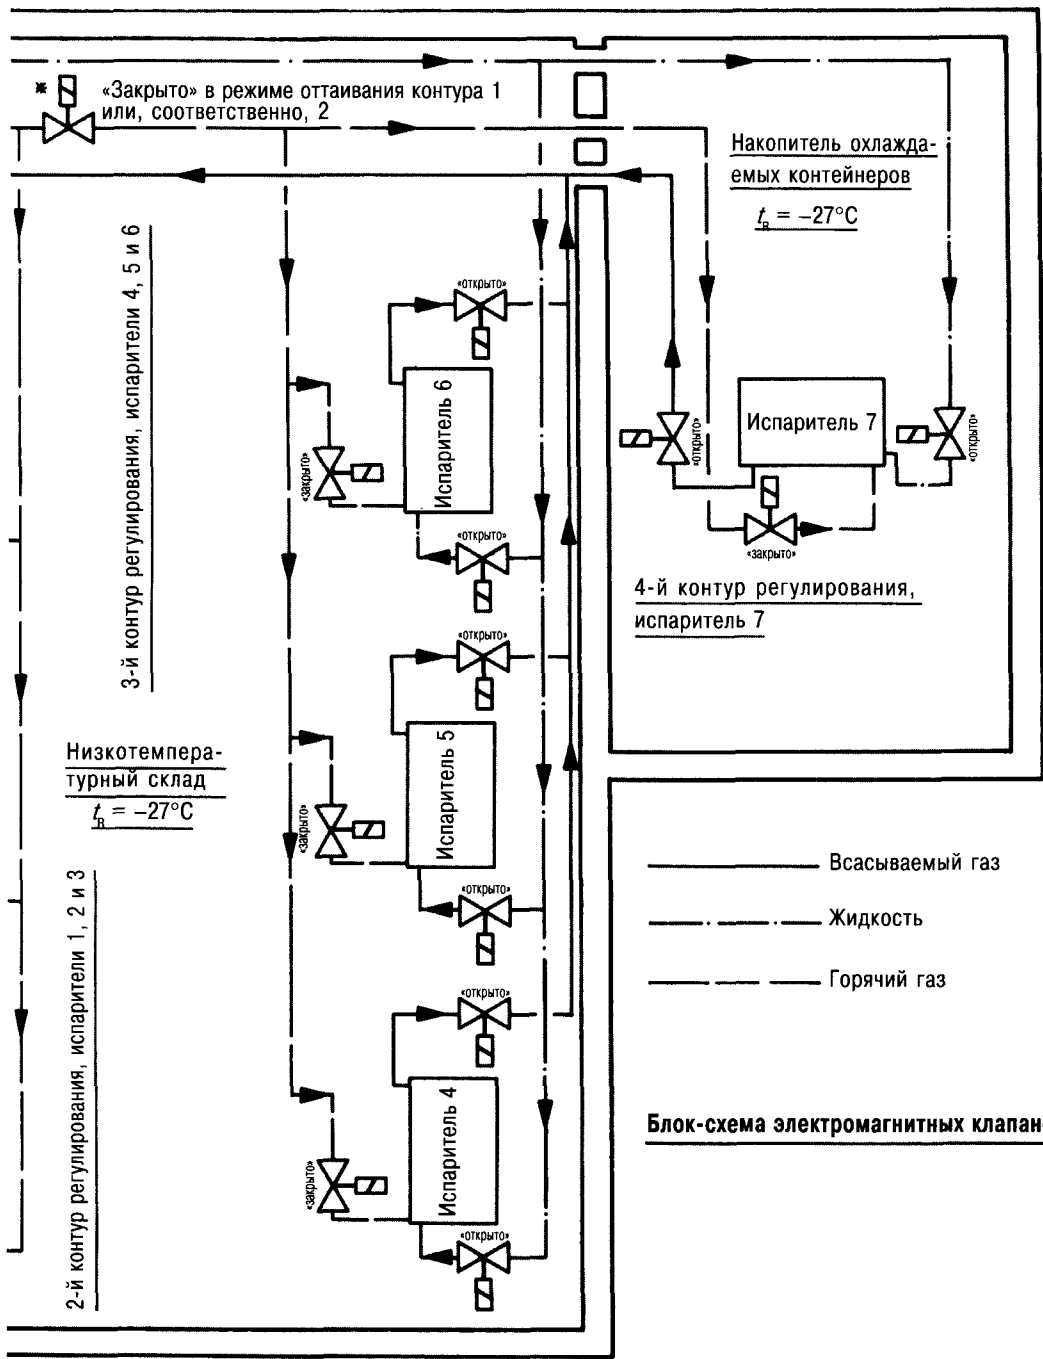 *
«Закрыто» в режиме оттаивания контура 1
или, соответственно, 2
Накопитель охлажда-
емых контейнеров
tв = −27°C
3-й контур регулирования, испарители 4, 5 и 6
«открыто»
Испаритель 6
«закрыто»
«открыто»
Испаритель 7
«открыто»
«открыто»
«закрыто»
4-й контур регулирования,
испаритель 7
«открыто»
Испаритель 5
«закрыто»
«открыто»
Низкотемпера-
турный склад
tв = −27°C
2-й контур регулирования, испарители 1, 2 и 3
Всасываемый газ
Жидкость
Горячий газ
«открыто»
Испаритель 4
«закрыто»
«открыто»
Блок-схема электромагнитных клапан